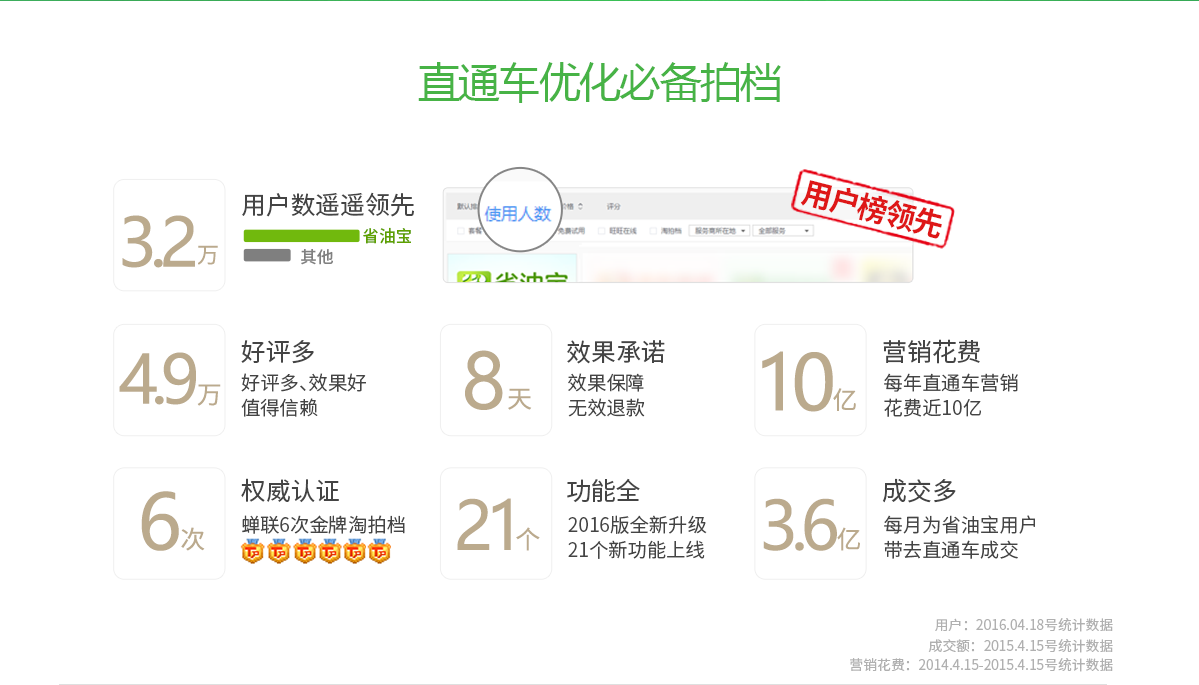 直通车优化必备拍档
3.2万
用户数遥遥领先
省油宝
其他
使用人数
价格
评分
用户榜领先
免费试用
旺旺在线
淘拍档
服务商所在地
全部服务
省油宝
4.9万
好评多
好评多、效果好
值得信赖
8天
效果承诺
效果保障
无效退款
10亿
营销花费
每年直通车营销
花费近10亿
6次
权威认证
蝉联6次金牌淘拍档
21个
功能全
2016版全新升级
21个新功能上线
3.6亿
成交多
每月为省油宝用户
带去直通车成交
用户：2016.04.18号统计数据
成交额：2015.4.15号统计数据
营销花费：2014.4.15-2015.4.15号统计数据